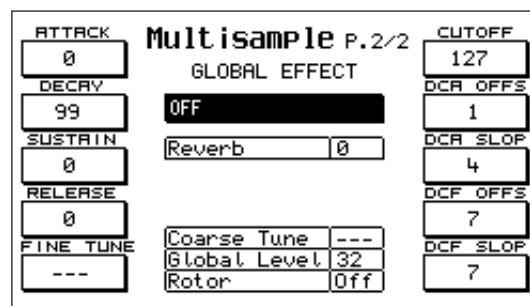 Multisample P.2/2
GLOBAL EFFECT
ATTACK
0
DECAY
99
SUSTAIN
0
RELEASE
0
FINE TUNE
---
OFF
Reverb 0
Coarse Tune ---
Global Level 32
Rotor Off
CUTOFF
127
DCA OFFS
1
DCA SLOP
4
DCF OFFS
7
DCF SLOP
7